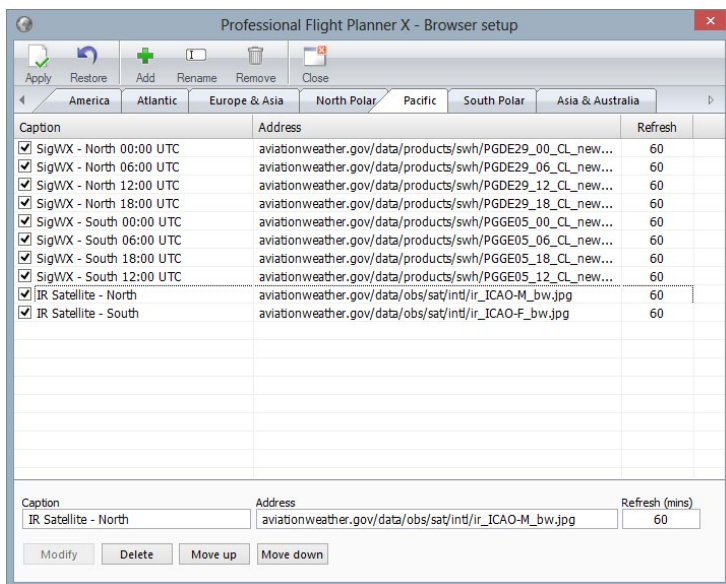 Professional Flight Planner X - Browser setup
Apply Restore Add Rename Remove Close
America Atlantic Europe & Asia North Polar Pacific South Polar Asia & Australia
Caption Address Refresh
SigWX - North 00:00 UTC aviationweather.gov/data/products/swh/PGDE29_00_CL_new... 60
SigWX - North 06:00 UTC aviationweather.gov/data/products/swh/PGDE29_06_CL_new... 60
SigWX - North 12:00 UTC aviationweather.gov/data/products/swh/PGDE29_12_CL_new... 60
SigWX - North 18:00 UTC aviationweather.gov/data/products/swh/PGDE29_18_CL_new... 60
SigWX - South 00:00 UTC aviationweather.gov/data/products/swh/PGGE05_00_CL_new... 60
SigWX - South 06:00 UTC aviationweather.gov/data/products/swh/PGGE05_06_CL_new... 60
SigWX - South 18:00 UTC aviationweather.gov/data/products/swh/PGGE05_18_CL_new... 60
SigWX - South 12:00 UTC aviationweather.gov/data/products/swh/PGGE05_12_CL_new... 60
IR Satellite - North aviationweather.gov/data/obs/sat/intl/ir_ICAO-M_bw.jpg 60
IR Satellite - South aviationweather.gov/data/obs/sat/intl/ir_ICAO-F_bw.jpg 60
Caption Address Refresh (mins)
IR Satellite - North aviationweather.gov/data/obs/sat/intl/ir_ICAO-M_bw.jpg 60
Modify Delete Move up Move down